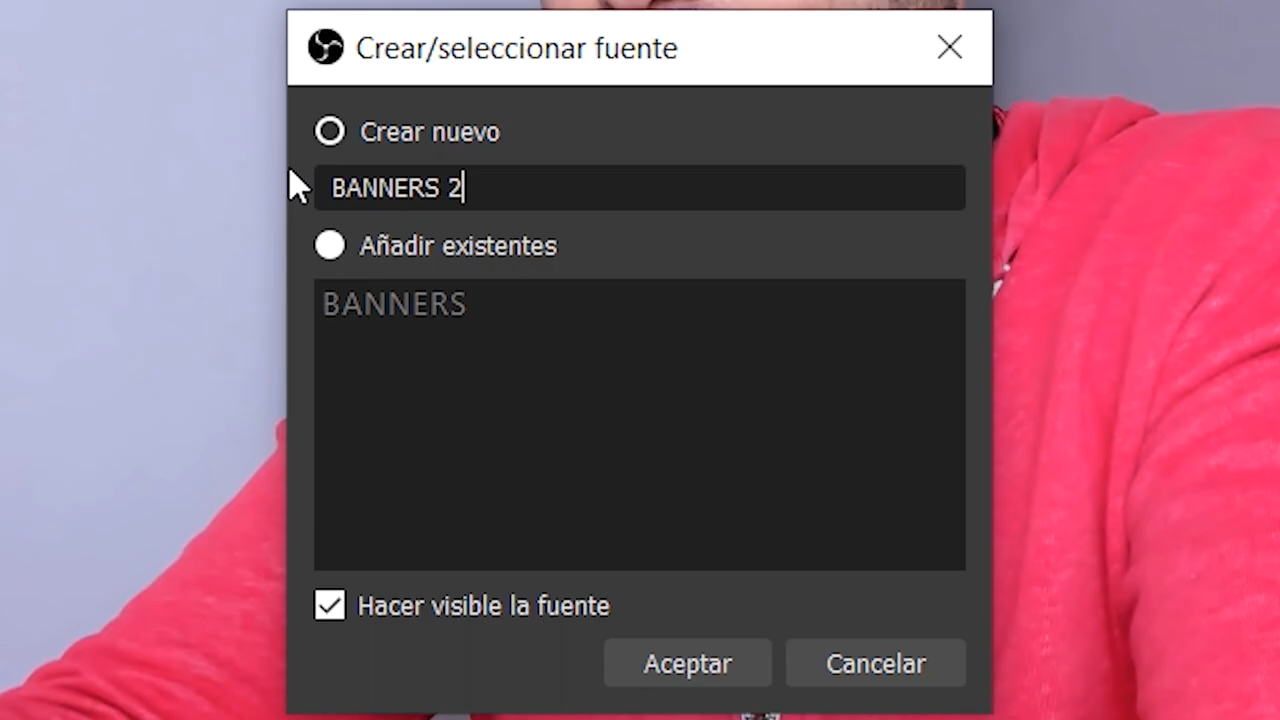 Crear/seleccionar fuente
Crear nuevo
BANNERS 2
Añadir existentes
BANNERS
Hacer visible la fuente
Aceptar
Cancelar